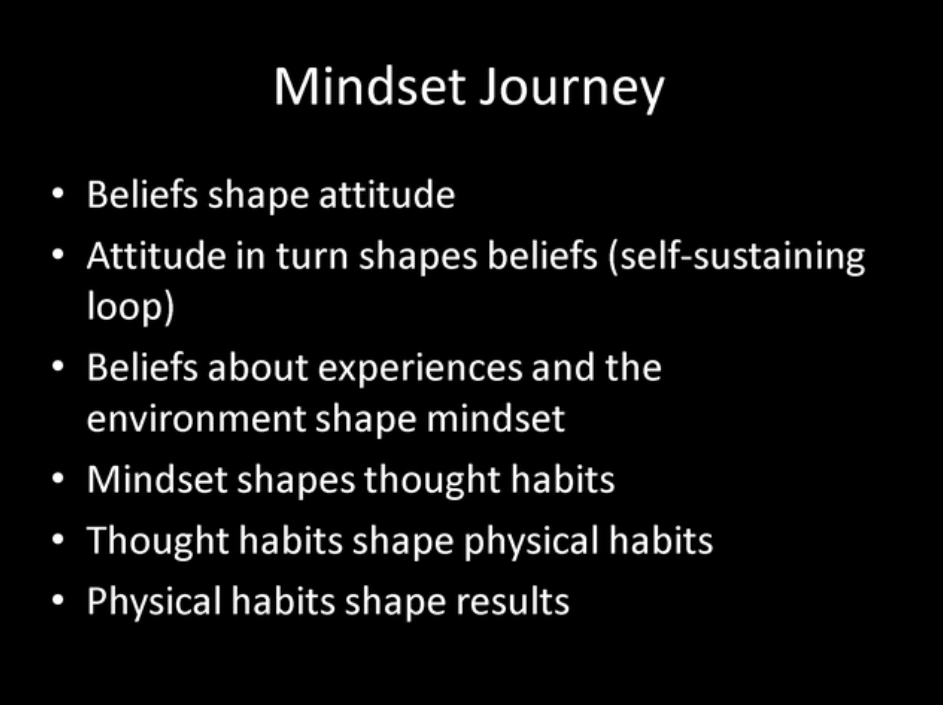 Mindset Journey
• Beliefs shape attitude
• Attitude in turn shapes beliefs (self-sustaining
loop)
• Beliefs about experiences and the
environment shape mindset
• Mindset shapes thought habits
• Thought habits shape physical habits
• Physical habits shape results